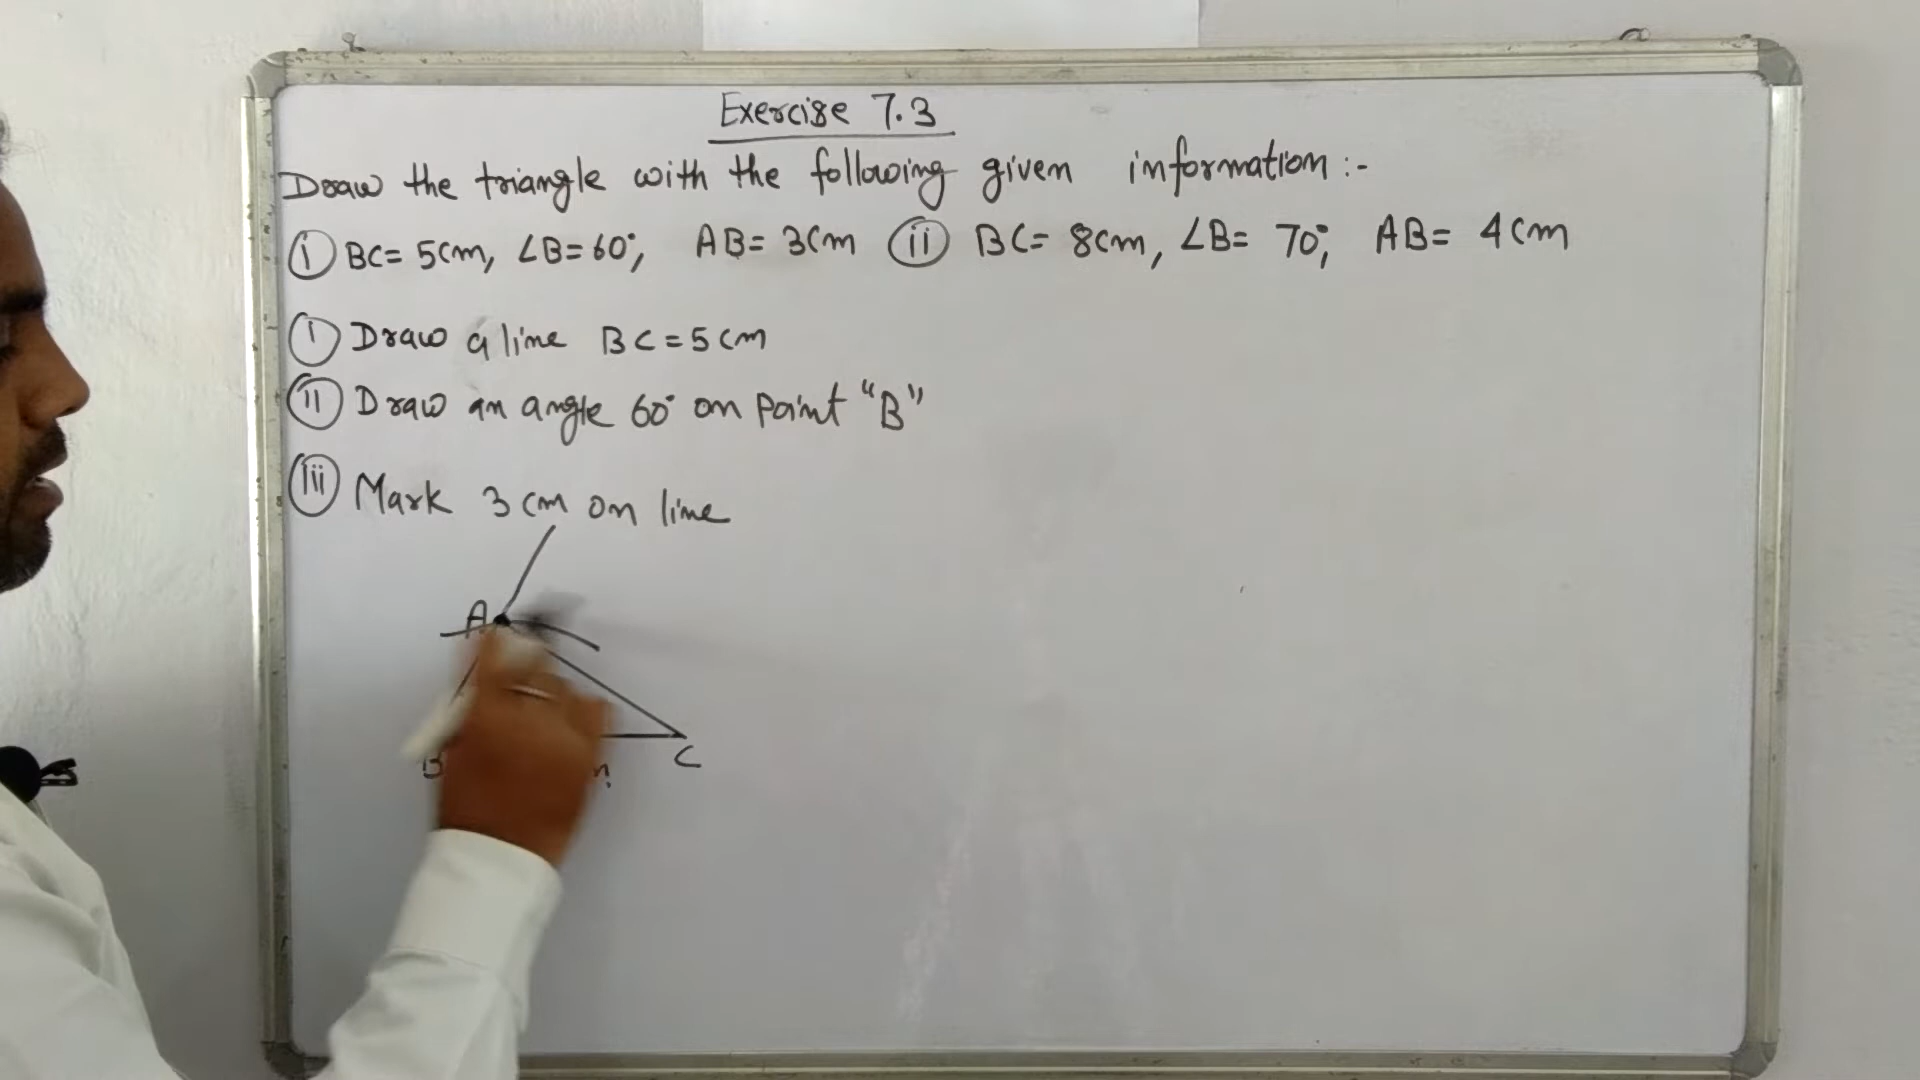 Exercise 7.3
Draw the triangle with the following given information :-
(i) BC= 5cm, ∠B=60°, AB= 3cm (ii) BC= 8cm, ∠B= 70°, AB= 4cm
(i) Draw a line BC=5cm
(ii) Draw an angle 60° on point "B"
(iii) Mark 3cm on line
A
B
C